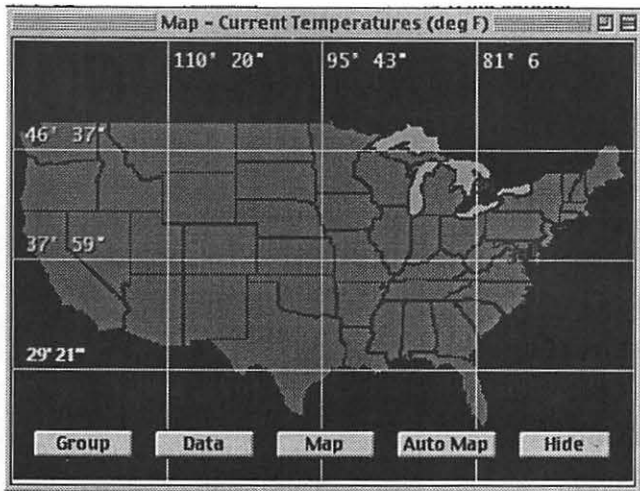 Map - Current Temperatures (deg F)
110' 20" 95' 43" 81' 6
46' 37"
37' 59"
29' 21"
Group Data Map Auto Map Hide